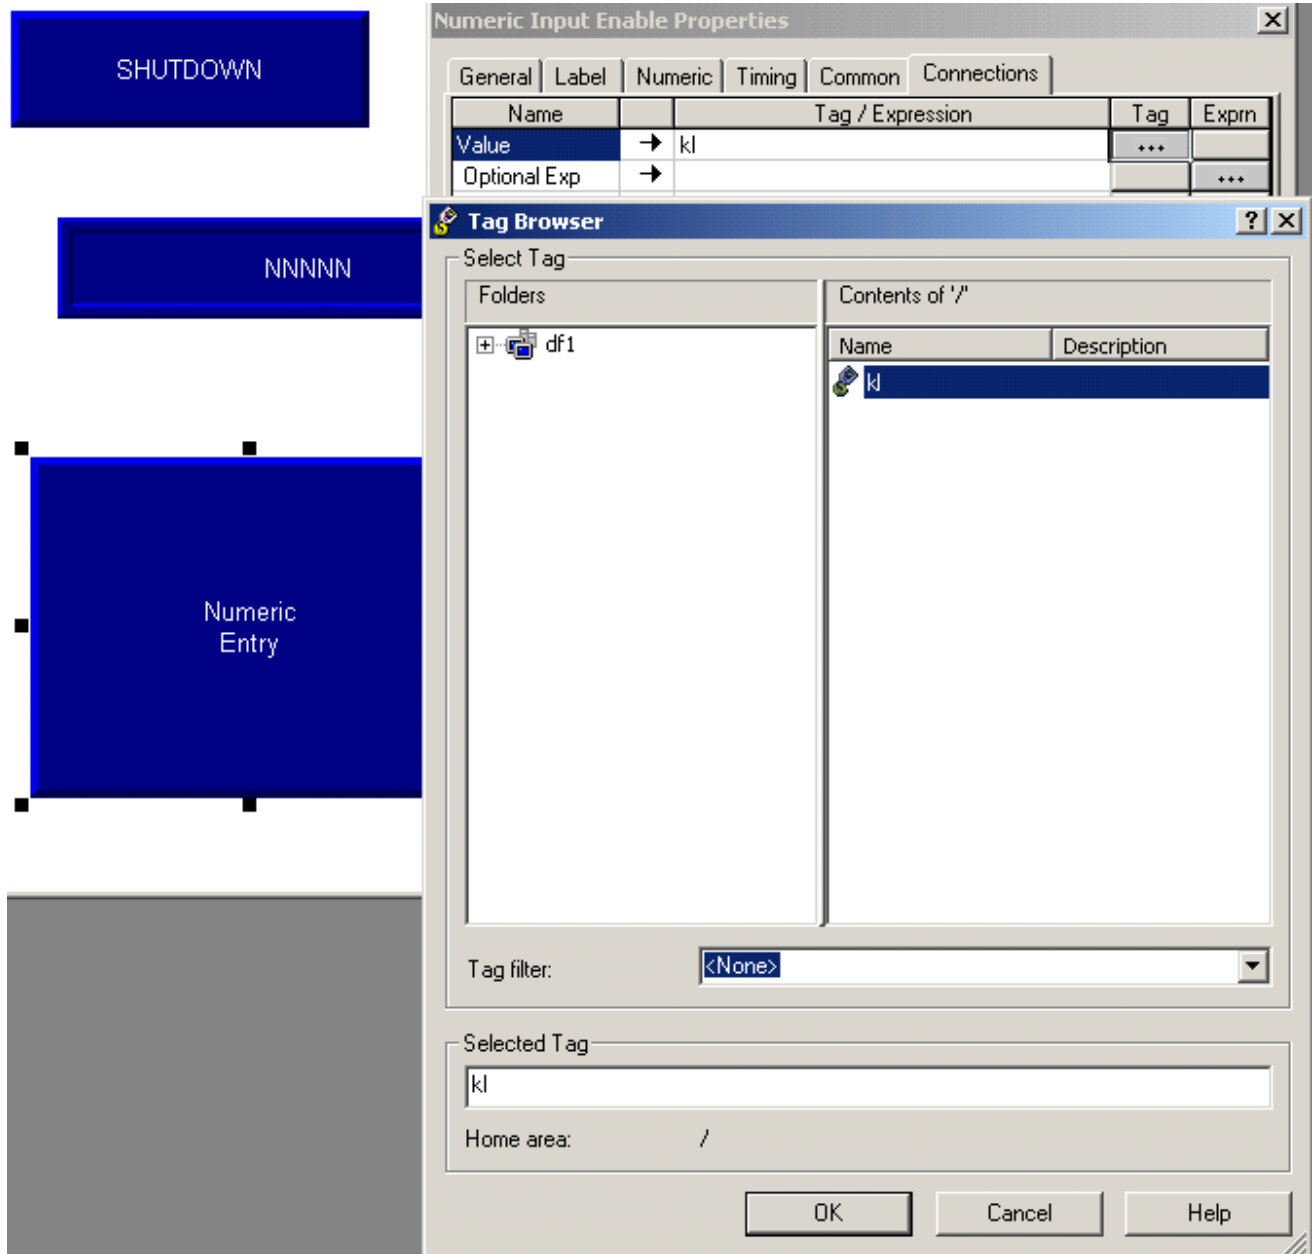 SHUTDOWN
NNNNN
Numeric
Entry
Numeric Input Enable Properties
General Label Numeric Timing Common Connections
Name Tag / Expression Tag Exprn
Value kl ...
Optional Exp ...
Tag Browser
Select Tag
Folders Contents of '/'
df1
Name Description
kl
Tag filter: <None>
Selected Tag
kl
Home area: /
OK Cancel Help